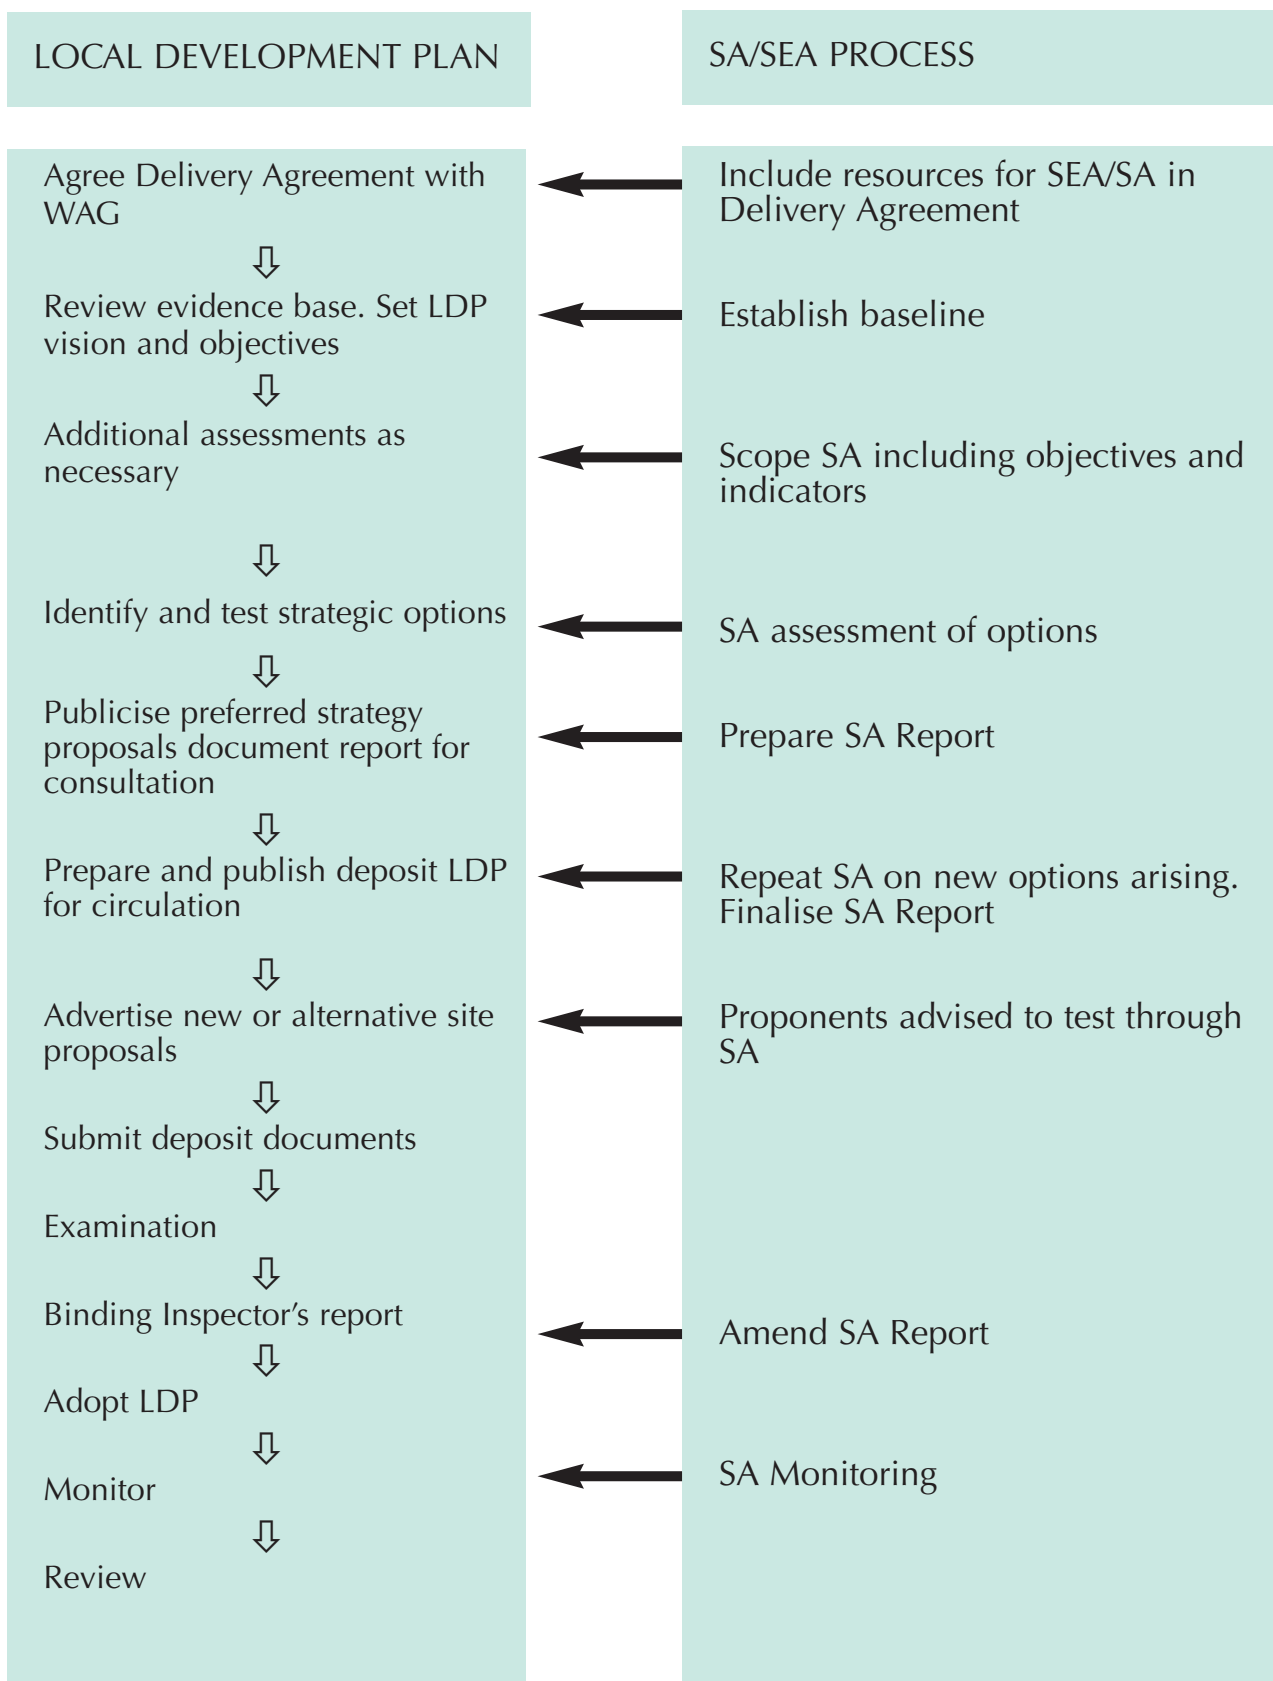 LOCAL DEVELOPMENT PLAN
Agree Delivery Agreement with
WAG
Review evidence base. Set LDP
vision and objectives
Additional assessments as
necessary
Identify and test strategic options
Publicise preferred strategy
proposals document report for
consultation
Prepare and publish deposit LDP
for circulation
Advertise new or alternative site
proposals
Submit deposit documents
Examination
Binding Inspector’s report
Adopt LDP
Monitor
Review
SA/SEA PROCESS
Include resources for SEA/SA in
Delivery Agreement
Establish baseline
Scope SA including objectives and
indicators
SA assessment of options
Prepare SA Report
Repeat SA on new options arising.
Finalise SA Report
Proponents advised to test through
SA
Amend SA Report
SA Monitoring